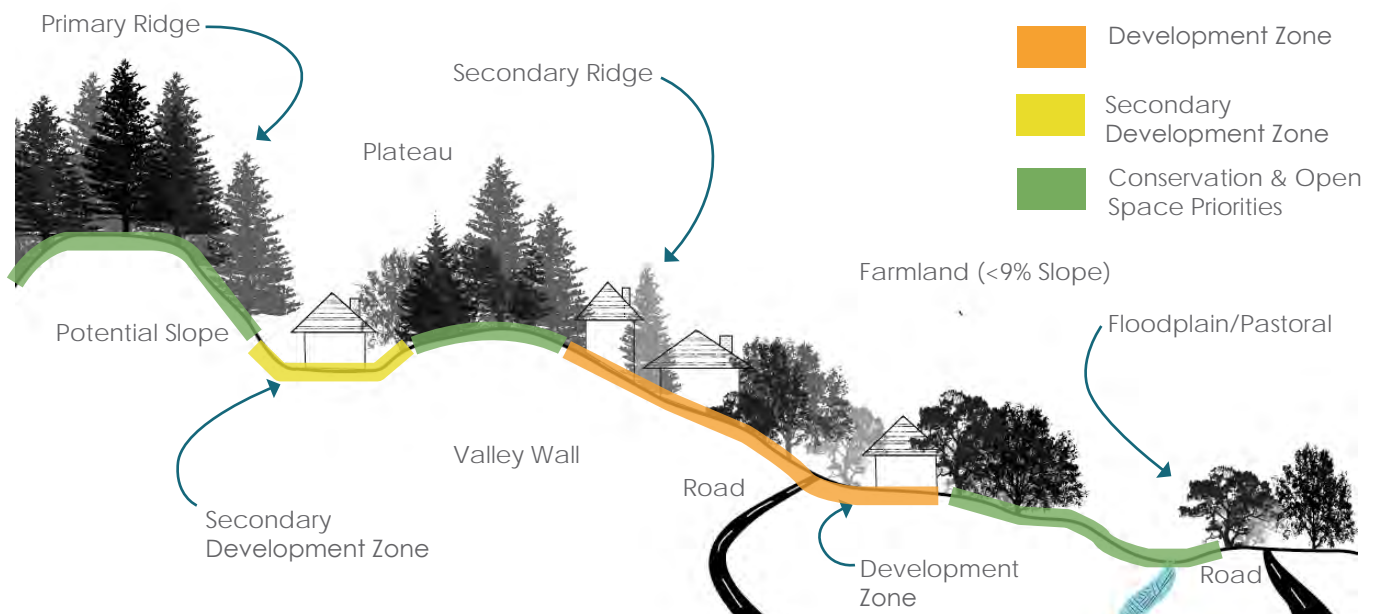 Primary Ridge
Secondary Ridge
Plateau
Development Zone
Secondary
Development Zone
Conservation & Open
Space Priorities
Farmland (<9% Slope)
Floodplain/Pastoral
Potential Slope
Valley Wall
Road
Secondary
Development Zone
Development
Zone
Road